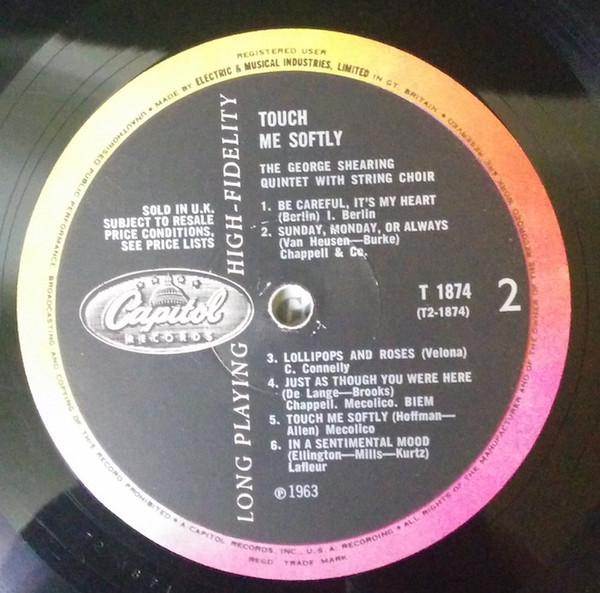 REGISTERED USER
MADE BY ELECTRIC & MUSICAL INDUSTRIES, LIMITED IN GT. BRITAIN • ALL RIGHTS OF THE MANUFACTURER AND OF THE OWNER OF THE RECORDED WORK ARE RESERVED
UNAUTHORISED PUBLIC PERFORMANCE BROADCASTING AND COPYING OF THIS RECORD PROHIBITED •
A CAPITOL RECORDS, INC., U.S.A. RECORDING •
REGD. TRADE MARK
LONG PLAYING HIGH-FIDELITY
TOUCH
ME SOFTLY
THE GEORGE SHEARING
QUINTET WITH STRING CHOIR
1. BE CAREFUL, IT'S MY HEART
(Berlin) I. Berlin
2. SUNDAY, MONDAY, OR ALWAYS
(Van Heusen—Burke)
Chappell & Co.
SOLD IN U.K.
SUBJECT TO RESALE
PRICE CONDITIONS,
SEE PRICE LISTS
Capitol
RECORDS
T 1874
(T2-1874)
2
3. LOLLIPOPS AND ROSES (Velona)
C. Connelly
4. JUST AS THOUGH YOU WERE HERE
(De Lange—Brooks)
Chappell. Mecolico. BIEM
5. TOUCH ME SOFTLY (Hoffman—
Allen) Mecolico
6. IN A SENTIMENTAL MOOD
(Ellington—Mills—Kurtz)
Lafleur
℗ 1963